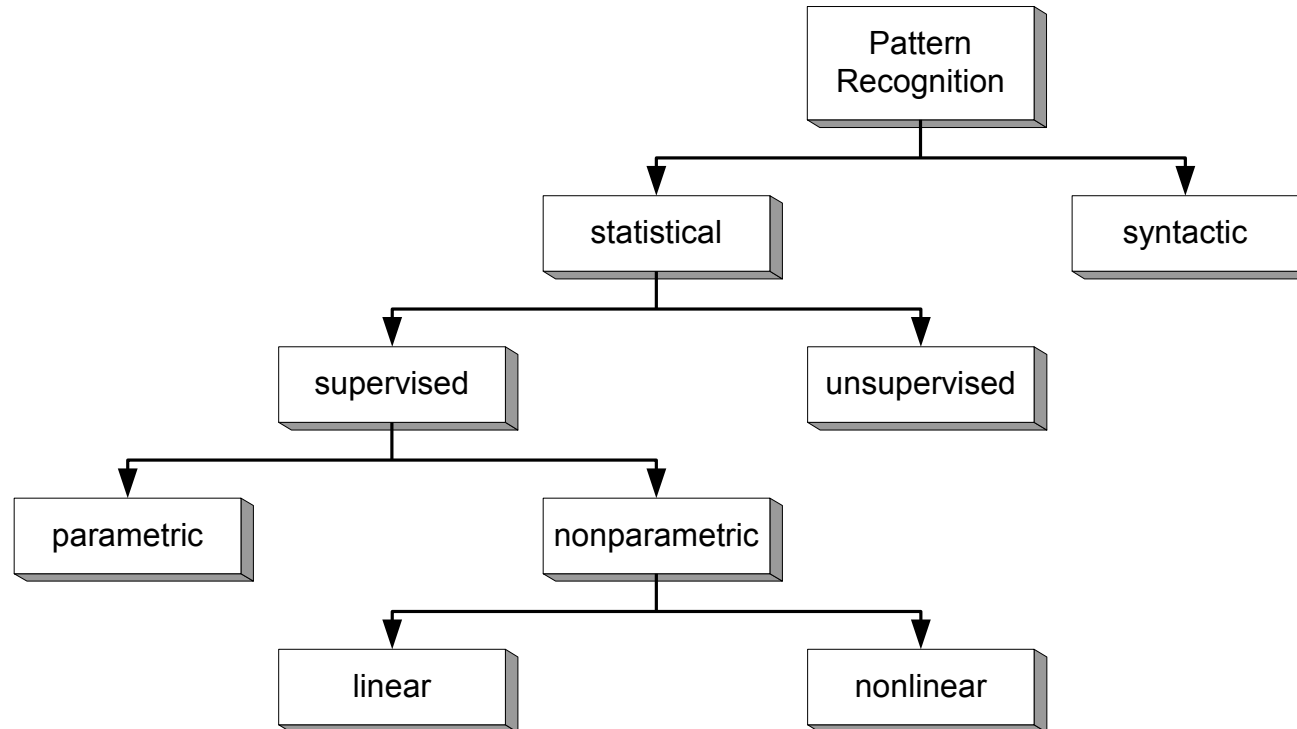 Pattern
Recognition
statistical
syntactic
supervised
unsupervised
parametric
nonparametric
linear
nonlinear